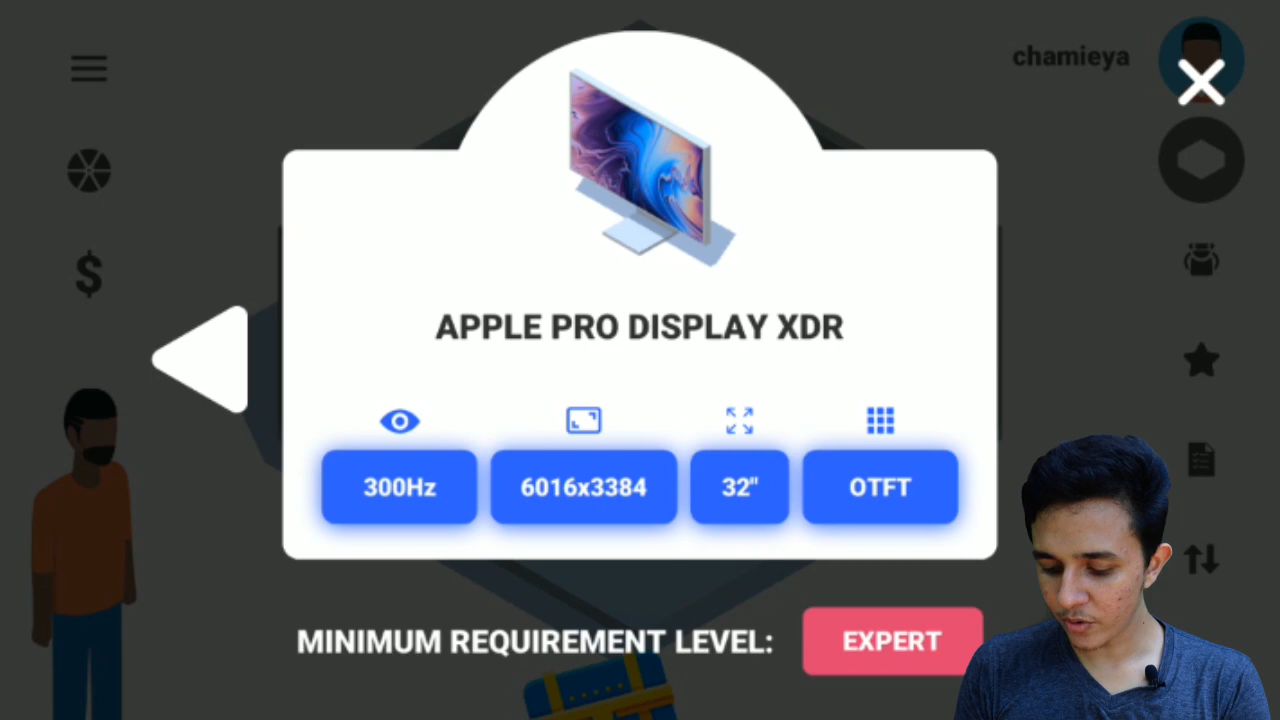 chamieya
$
APPLE PRO DISPLAY XDR
300Hz
6016x3384
32"
OTFT
MINIMUM REQUIREMENT LEVEL:
EXPERT